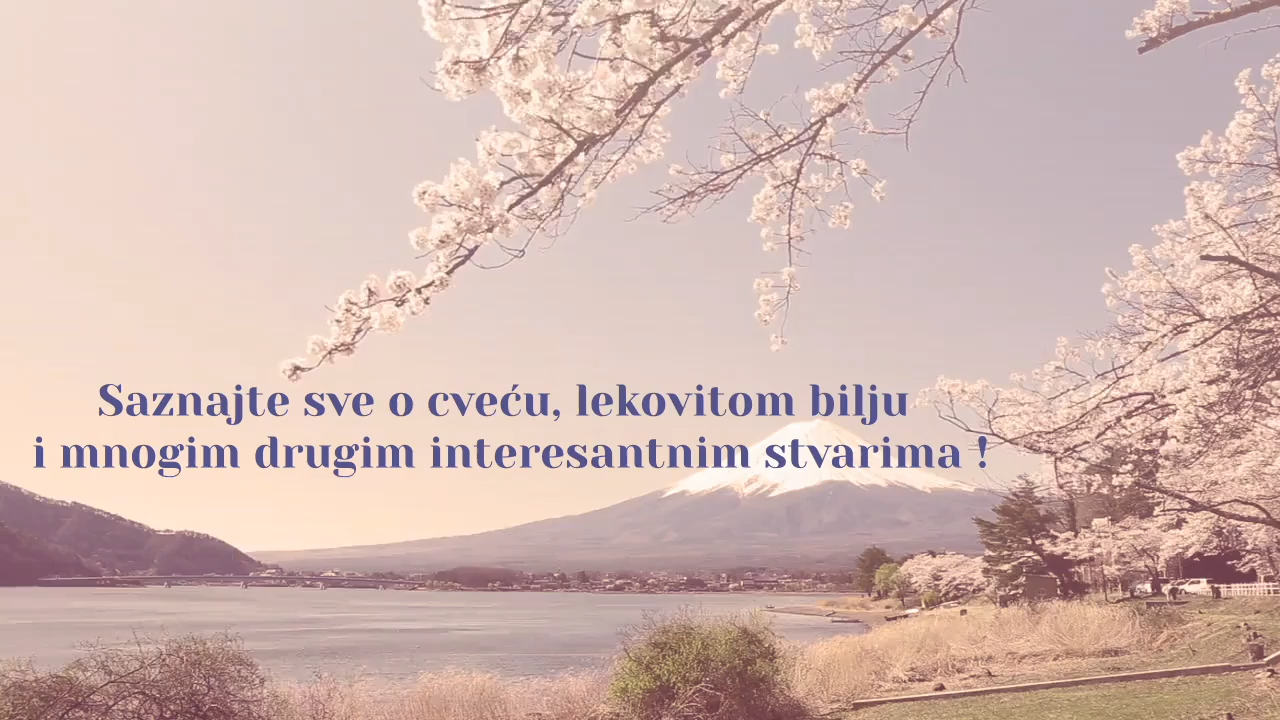 Saznajte sve o cveću, lekovitom bilju
i mnogim drugim interesantnim stvarima !